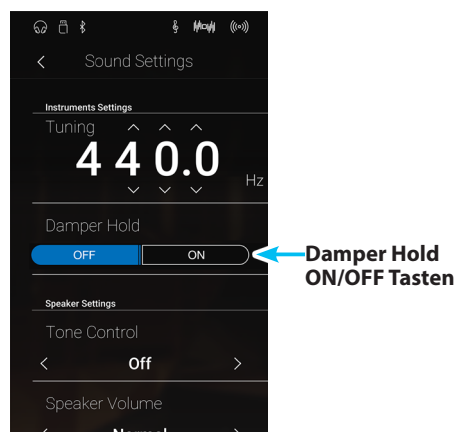 Sound Settings
Instruments Settings
Tuning
440.0
Hz
Damper Hold
OFF ON
Damper Hold
ON/OFF Tasten
Speaker Settings
Tone Control
Off
Speaker Volume
Normal